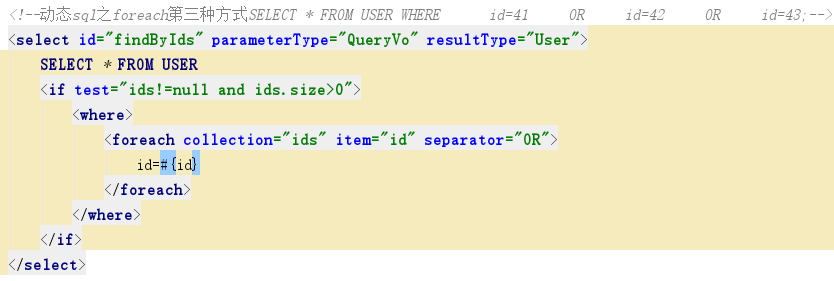 <!--动态sql之foreach第三种方式SELECT * FROM USER WHERE     id=41     OR     id=42     OR     id=43;-->
<select id="findByIds" parameterType="QueryVo" resultType="User">
    SELECT * FROM USER
    <if test="ids!=null and ids.size>0">
        <where>
            <foreach collection="ids" item="id" separator="OR">
                id=#{id}
            </foreach>
        </where>
    </if>
</select>